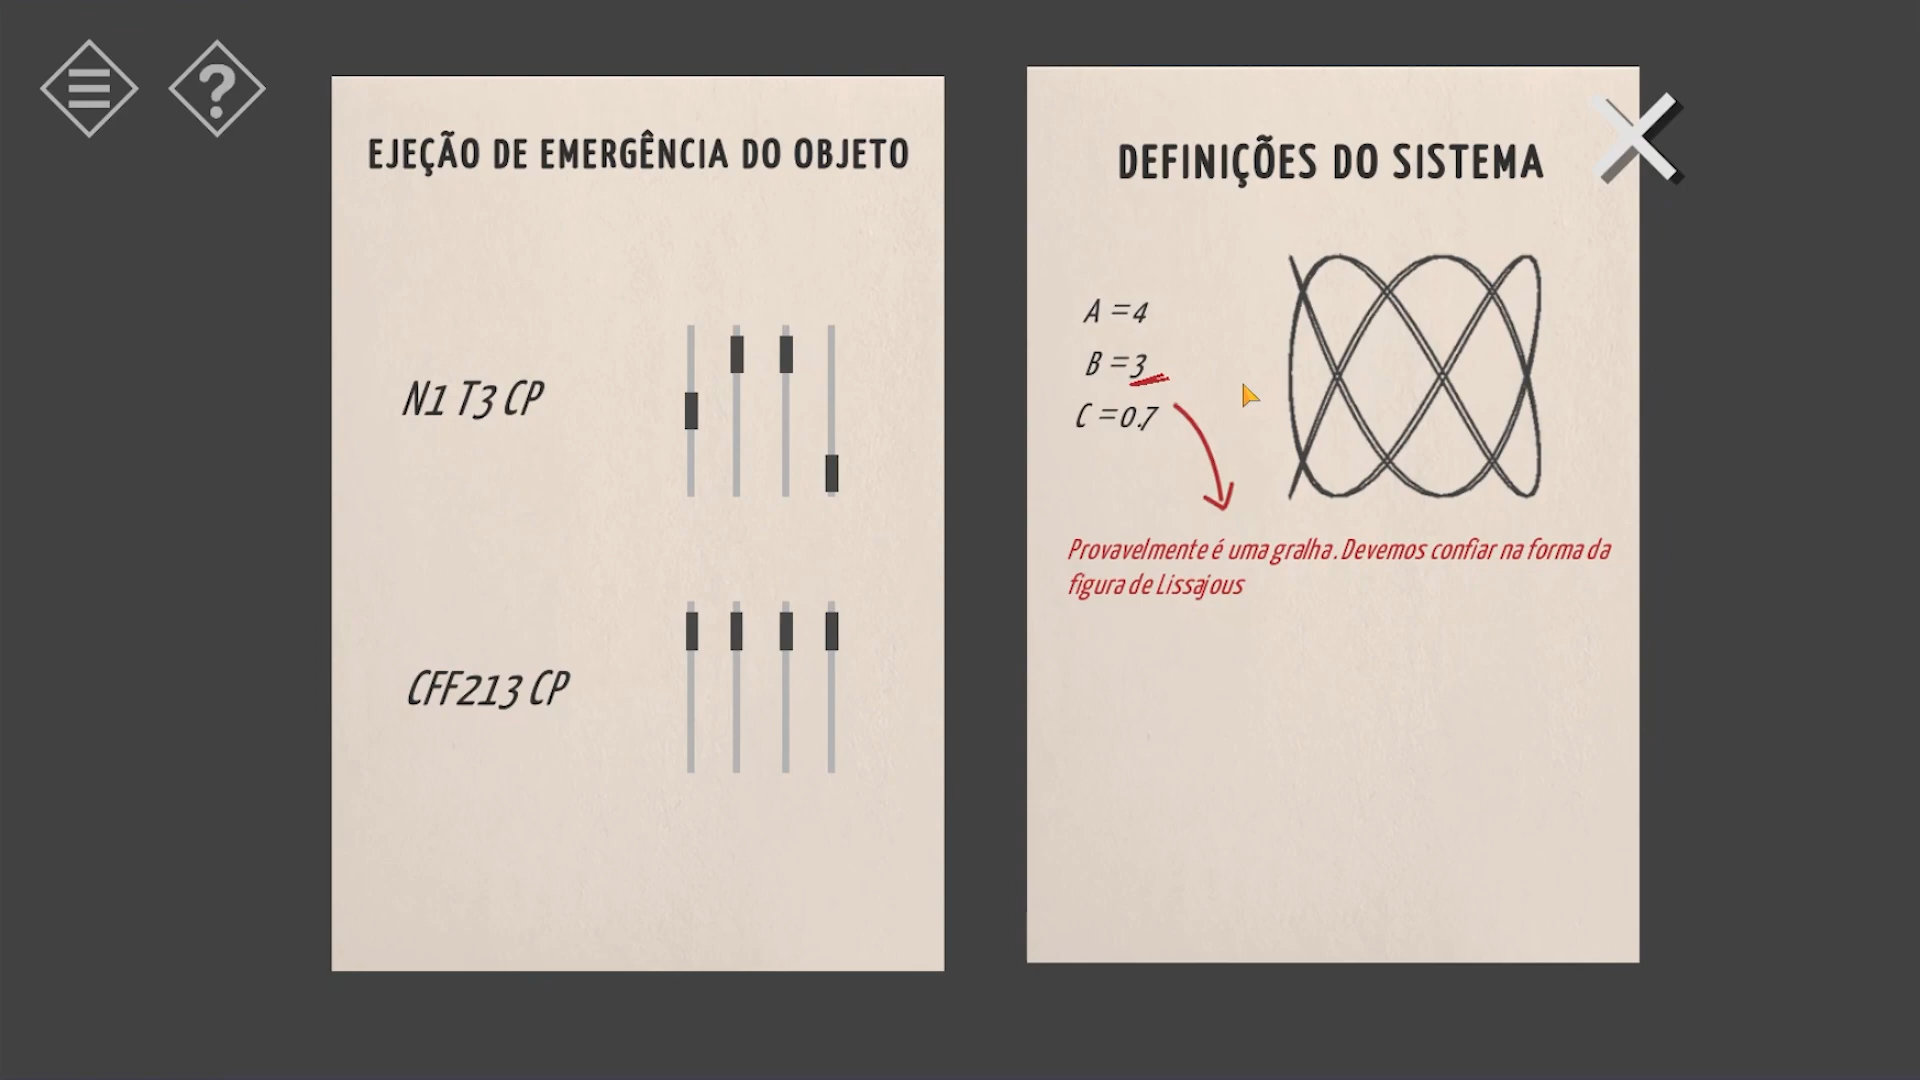 EJEÇÃO DE EMERGÊNCIA DO OBJETO
N1 T3 CP
CFF213 CP
DEFINIÇÕES DO SISTEMA
A = 4
B = 3
C = 0.7
Provavelmente é uma gralha. Devemos confiar na forma da
figura de Lissajous